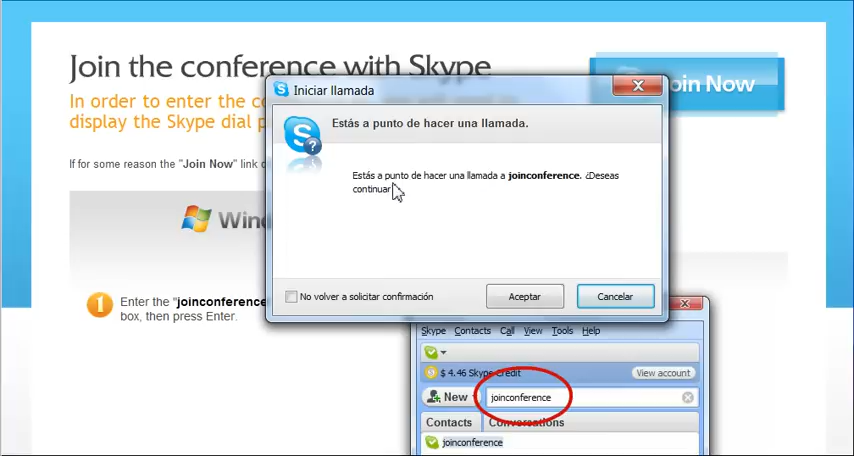 Join the conference with Skype
In order to enter the
display the Skype dial
If for some reason the "Join Now" link
Join Now
Iniciar llamada
Estás a punto de hacer una llamada.
Estás a punto de hacer una llamada a joinconference. ¿Deseas
continuar
No volver a solicitar confirmación
Aceptar
Cancelar
1
Enter the "joinconference
box, then press Enter.
Skype Contacts Call View Tools Help
$ 4.46 Skype Credit
View account
New
joinconference
Contacts
Conversations
joinconference